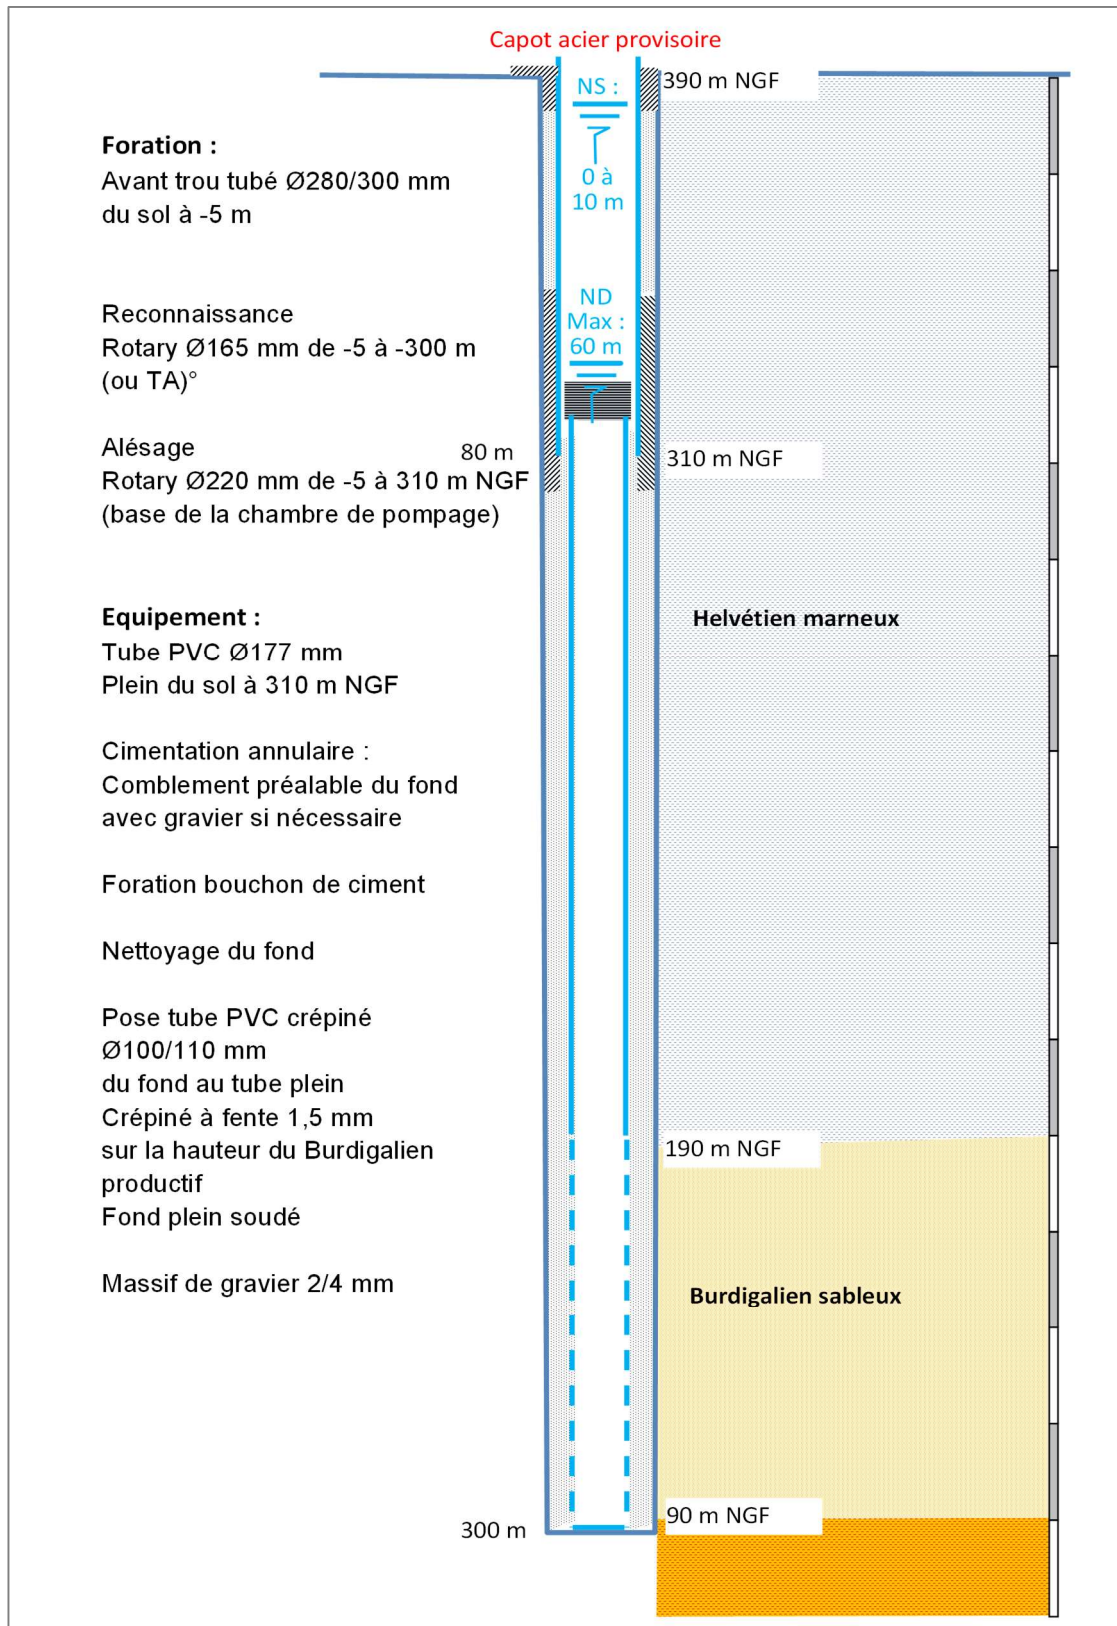 Capot acier provisoire
390 m NGF
NS :
0 à
10 m
Foration :
Avant trou tubé Ø280/300 mm
du sol à -5 m
ND
Max :
60 m
Reconnaissance
Rotary Ø165 mm de -5 à -300 m
(ou TA)°
80 m
310 m NGF
Alésage
Rotary Ø220 mm de -5 à 310 m NGF
(base de la chambre de pompage)
Helvétien marneux
Equipement :
Tube PVC Ø177 mm
Plein du sol à 310 m NGF
Cimentation annulaire :
Comblement préalable du fond
avec gravier si nécessaire
Foration bouchon de ciment
Nettoyage du fond
Pose tube PVC crépiné
Ø100/110 mm
du fond au tube plein
Crépiné à fente 1,5 mm
sur la hauteur du Burdigalien
productif
Fond plein soudé
190 m NGF
Massif de gravier 2/4 mm
Burdigalien sableux
300 m
90 m NGF